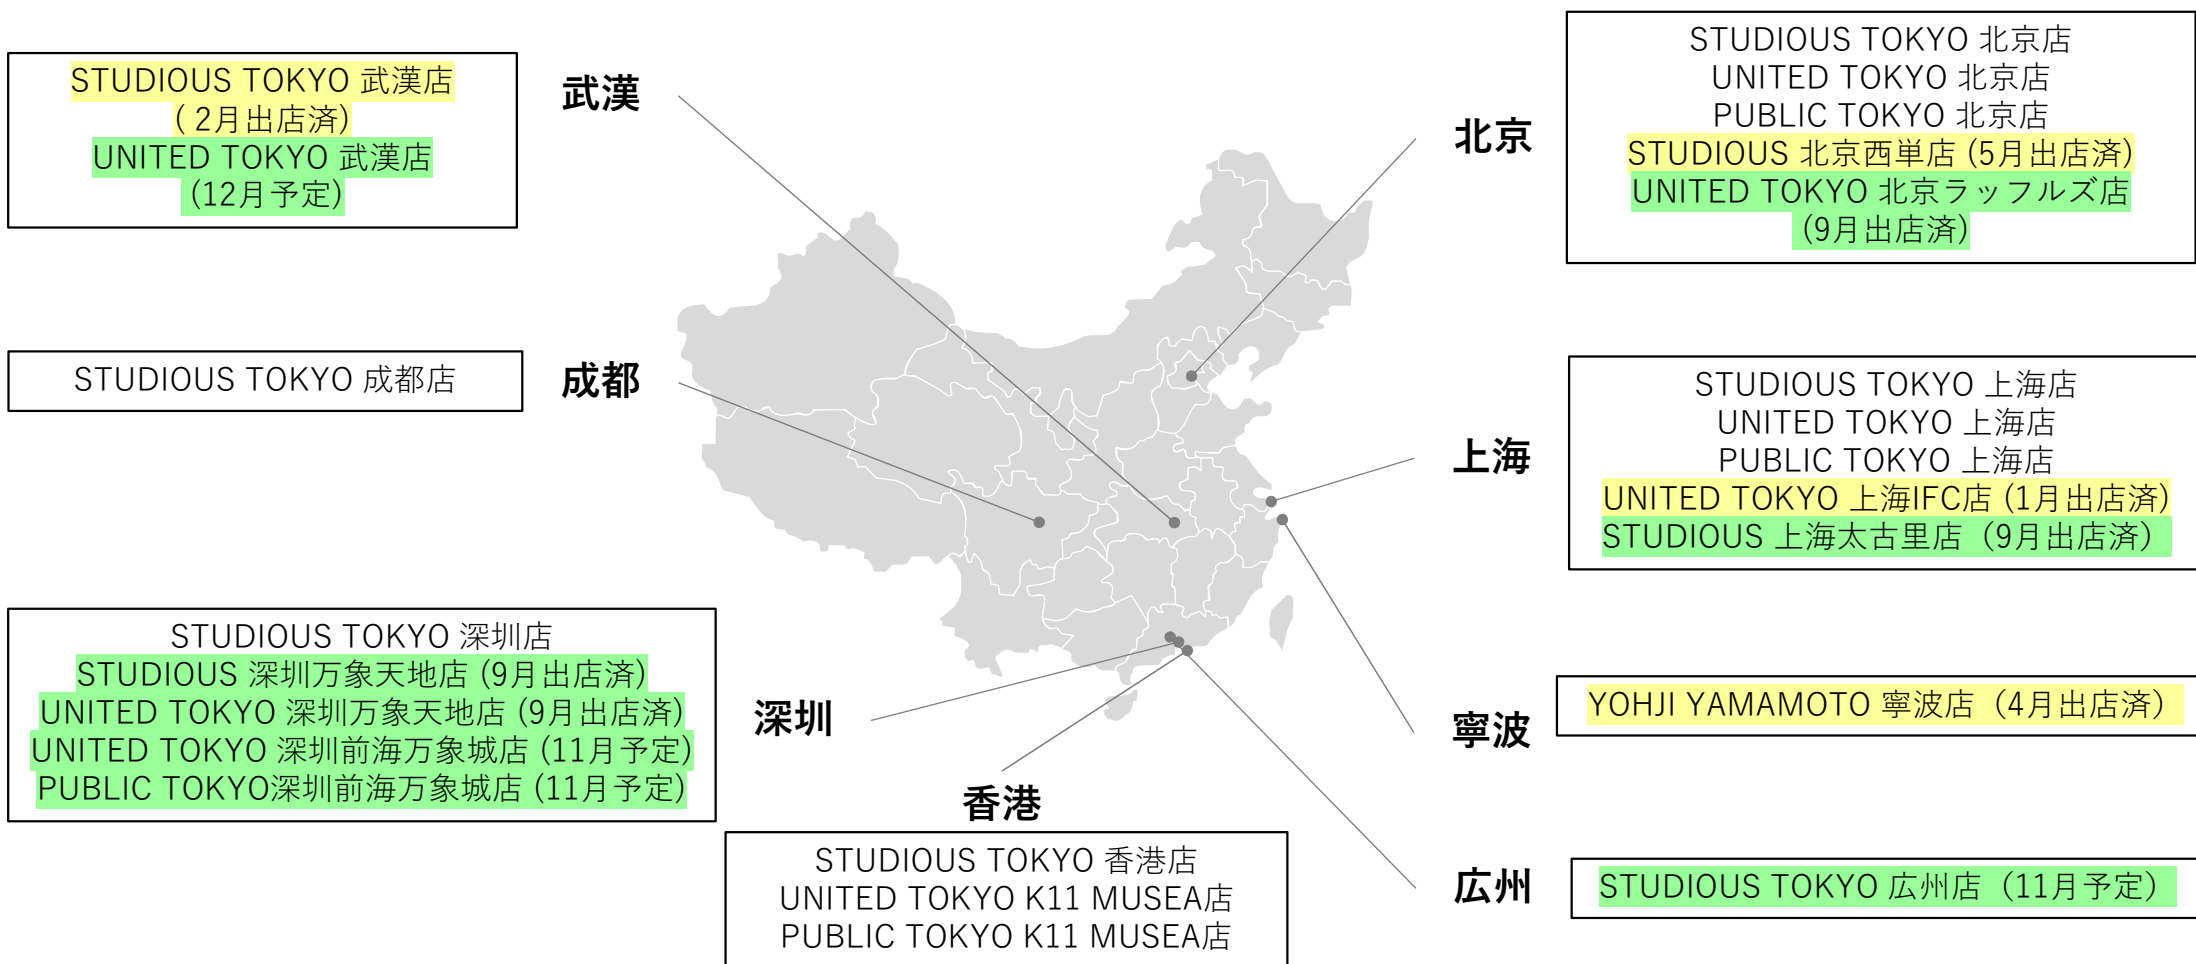 武漢
STUDIOUS TOKYO 武漢店
( 2月出店済)
UNITED TOKYO 武漢店
(12月予定)
成都
STUDIOUS TOKYO 成都店
深圳
STUDIOUS TOKYO 深圳店
STUDIOUS 深圳万象天地店 (9月出店済)
UNITED TOKYO 深圳万象天地店 (9月出店済)
UNITED TOKYO 深圳前海万象城店 (11月予定)
PUBLIC TOKYO深圳前海万象城店 (11月予定)
香港
STUDIOUS TOKYO 香港店
UNITED TOKYO K11 MUSEA店
PUBLIC TOKYO K11 MUSEA店
北京
STUDIOUS TOKYO 北京店
UNITED TOKYO 北京店
PUBLIC TOKYO 北京店
STUDIOUS 北京西単店 (5月出店済)
UNITED TOKYO 北京ラッフルズ店
(9月出店済)
上海
STUDIOUS TOKYO 上海店
UNITED TOKYO 上海店
PUBLIC TOKYO 上海店
UNITED TOKYO 上海IFC店 (1月出店済)
STUDIOUS 上海太古里店（9月出店済）
寧波
YOHJI YAMAMOTO 寧波店（4月出店済）
広州
STUDIOUS TOKYO 広州店（11月予定）